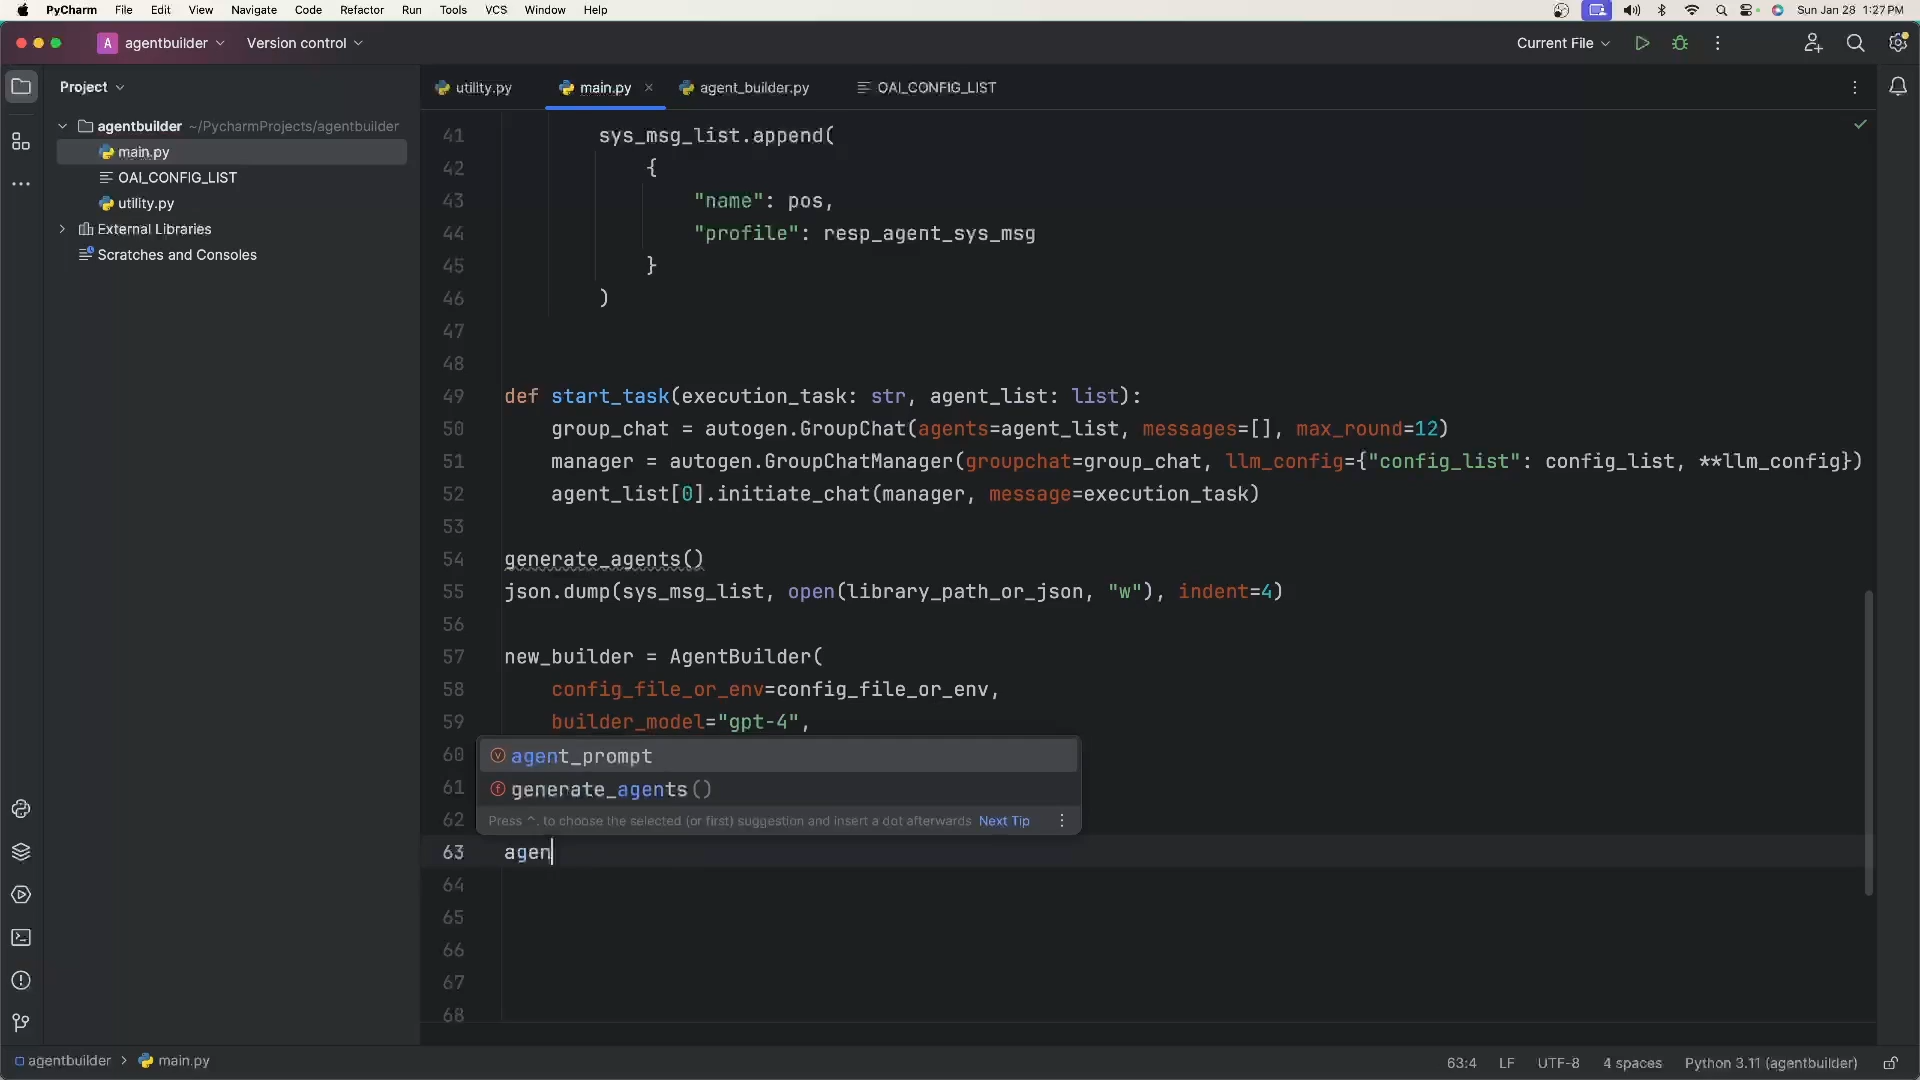 PyCharm File Edit View Navigate Code Refactor Run Tools VCS Window Help Sun Jan 28 1:27 PM
A agentbuilder Version control Current File
Project utility.py main.py agent_builder.py OAI_CONFIG_LIST
agentbuilder ~/PycharmProjects/agentbuilder
main.py
OAI_CONFIG_LIST
utility.py
External Libraries
Scratches and Consoles
41 sys_msg_list.append(
42 {
43 "name": pos,
44 "profile": resp_agent_sys_msg
45 }
46 )
47
48
49 def start_task(execution_task: str, agent_list: list):
50 group_chat = autogen.GroupChat(agents=agent_list, messages=[], max_round=12)
51 manager = autogen.GroupChatManager(groupchat=group_chat, llm_config={"config_list": config_list, **llm_config})
52 agent_list[0].initiate_chat(manager, message=execution_task)
53
54 generate_agents()
55 json.dump(sys_msg_list, open(library_path_or_json, "w"), indent=4)
56
57 new_builder = AgentBuilder(
58 config_file_or_env=config_file_or_env,
59 builder_model="gpt-4",
60 agent_prompt
61 generate_agents()
62 Press ^. to choose the selected (or first) suggestion and insert a dot afterwards Next Tip
63 agen
64
65
66
67
68
agentbuilder > main.py 63:4 LF UTF-8 4 spaces Python 3.11 (agentbuilder)